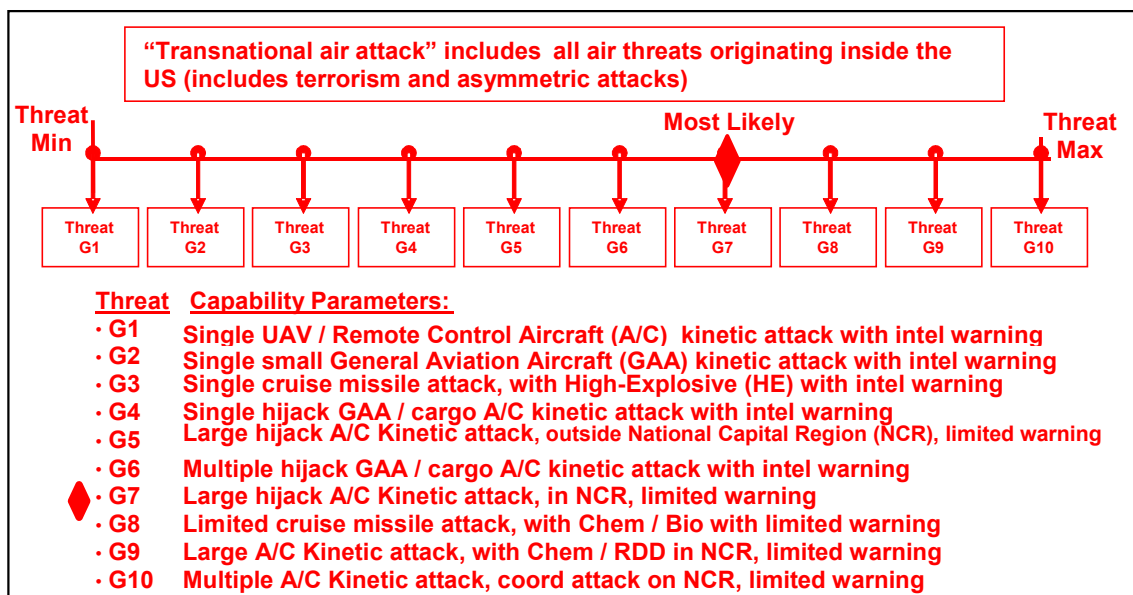 “Transnational air attack” includes all air threats originating inside the
US (includes terrorism and asymmetric attacks)
Threat
Min
Most Likely
Threat
Max
Threat
G1
Threat
G2
Threat
G3
Threat
G4
Threat
G5
Threat
G6
Threat
G7
Threat
G8
Threat
G9
Threat
G10
Threat Capability Parameters:
· G1 Single UAV / Remote Control Aircraft (A/C) kinetic attack with intel warning
· G2 Single small General Aviation Aircraft (GAA) kinetic attack with intel warning
· G3 Single cruise missile attack, with High-Explosive (HE) with intel warning
· G4 Single hijack GAA / cargo A/C kinetic attack with intel warning
· G5 Large hijack A/C Kinetic attack, outside National Capital Region (NCR), limited warning
· G6 Multiple hijack GAA / cargo A/C kinetic attack with intel warning
· G7 Large hijack A/C Kinetic attack, in NCR, limited warning
· G8 Limited cruise missile attack, with Chem / Bio with limited warning
· G9 Large A/C Kinetic attack, with Chem / RDD in NCR, limited warning
· G10 Multiple A/C Kinetic attack, coord attack on NCR, limited warning